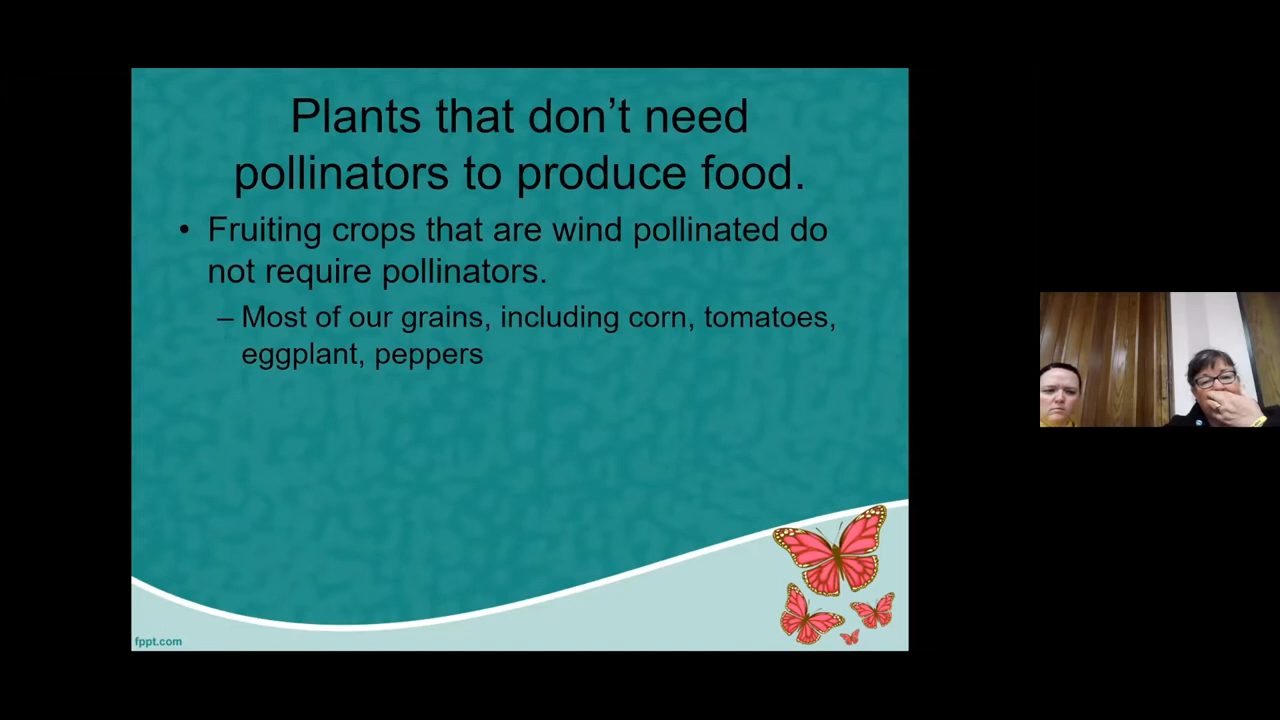 Plants that don’t need
pollinators to produce food.
• Fruiting crops that are wind pollinated do
not require pollinators.
– Most of our grains, including corn, tomatoes,
eggplant, peppers
fppt.com